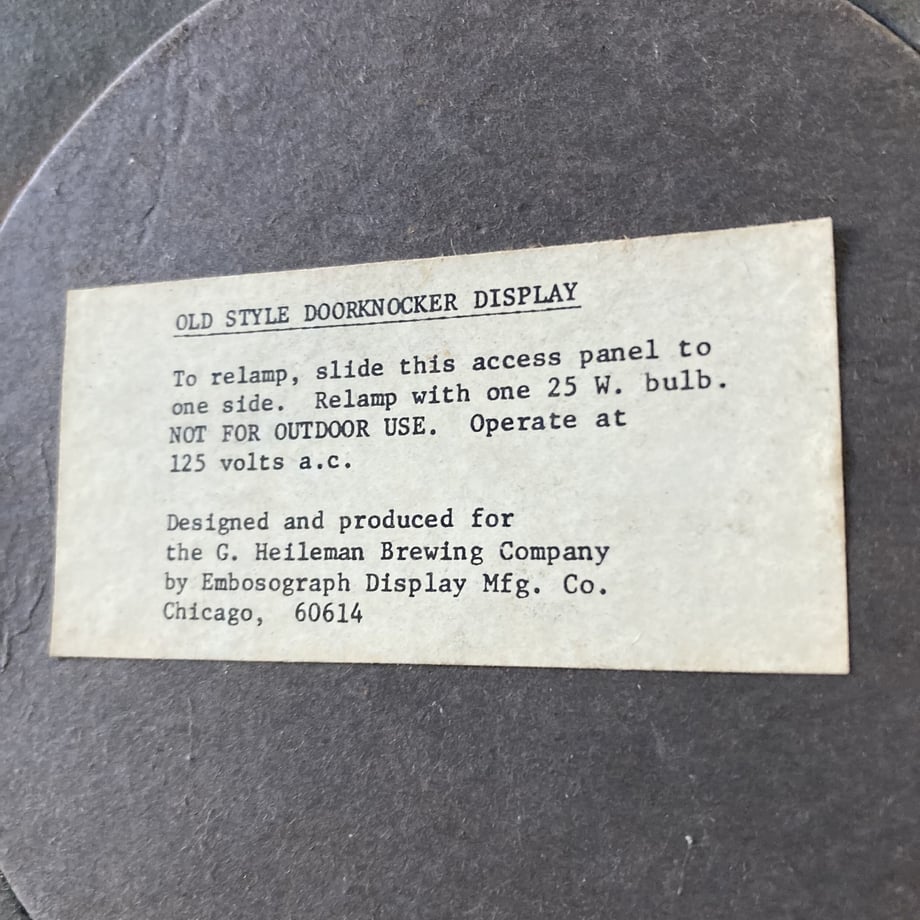 OLD STYLE DOORKNOCKER DISPLAY
To relamp, slide this access panel to
one side. Relamp with one 25 W. bulb.
NOT FOR OUTDOOR USE. Operate at
125 volts a.c.
Designed and produced for
the G. Heileman Brewing Company
by Embosograph Display Mfg. Co.
Chicago, 60614